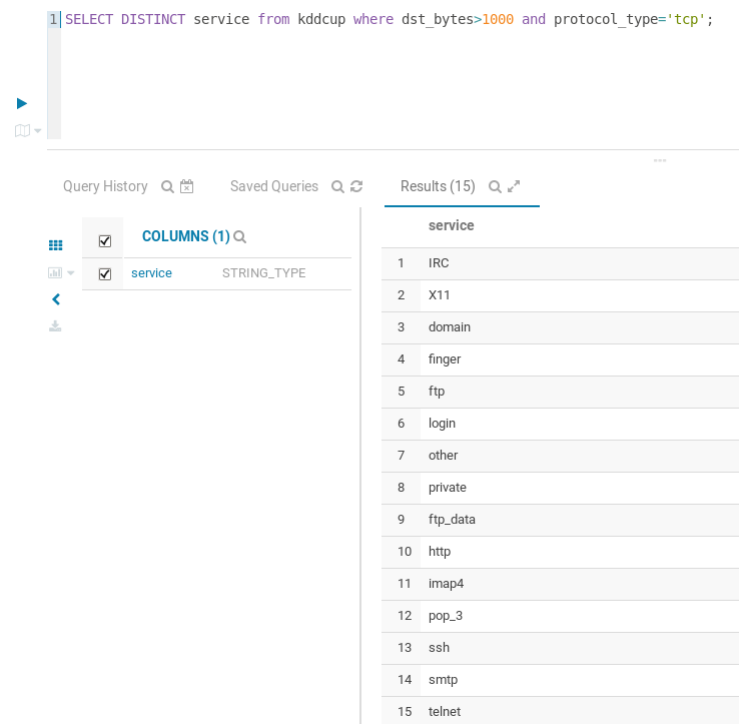 1 SELECT DISTINCT service from kddcup where dst_bytes>1000 and protocol_type='tcp';
Query History Saved Queries Results (15)
COLUMNS (1)
service STRING_TYPE
service
1 IRC
2 X11
3 domain
4 finger
5 ftp
6 login
7 other
8 private
9 ftp_data
10 http
11 imap4
12 pop_3
13 ssh
14 smtp
15 telnet